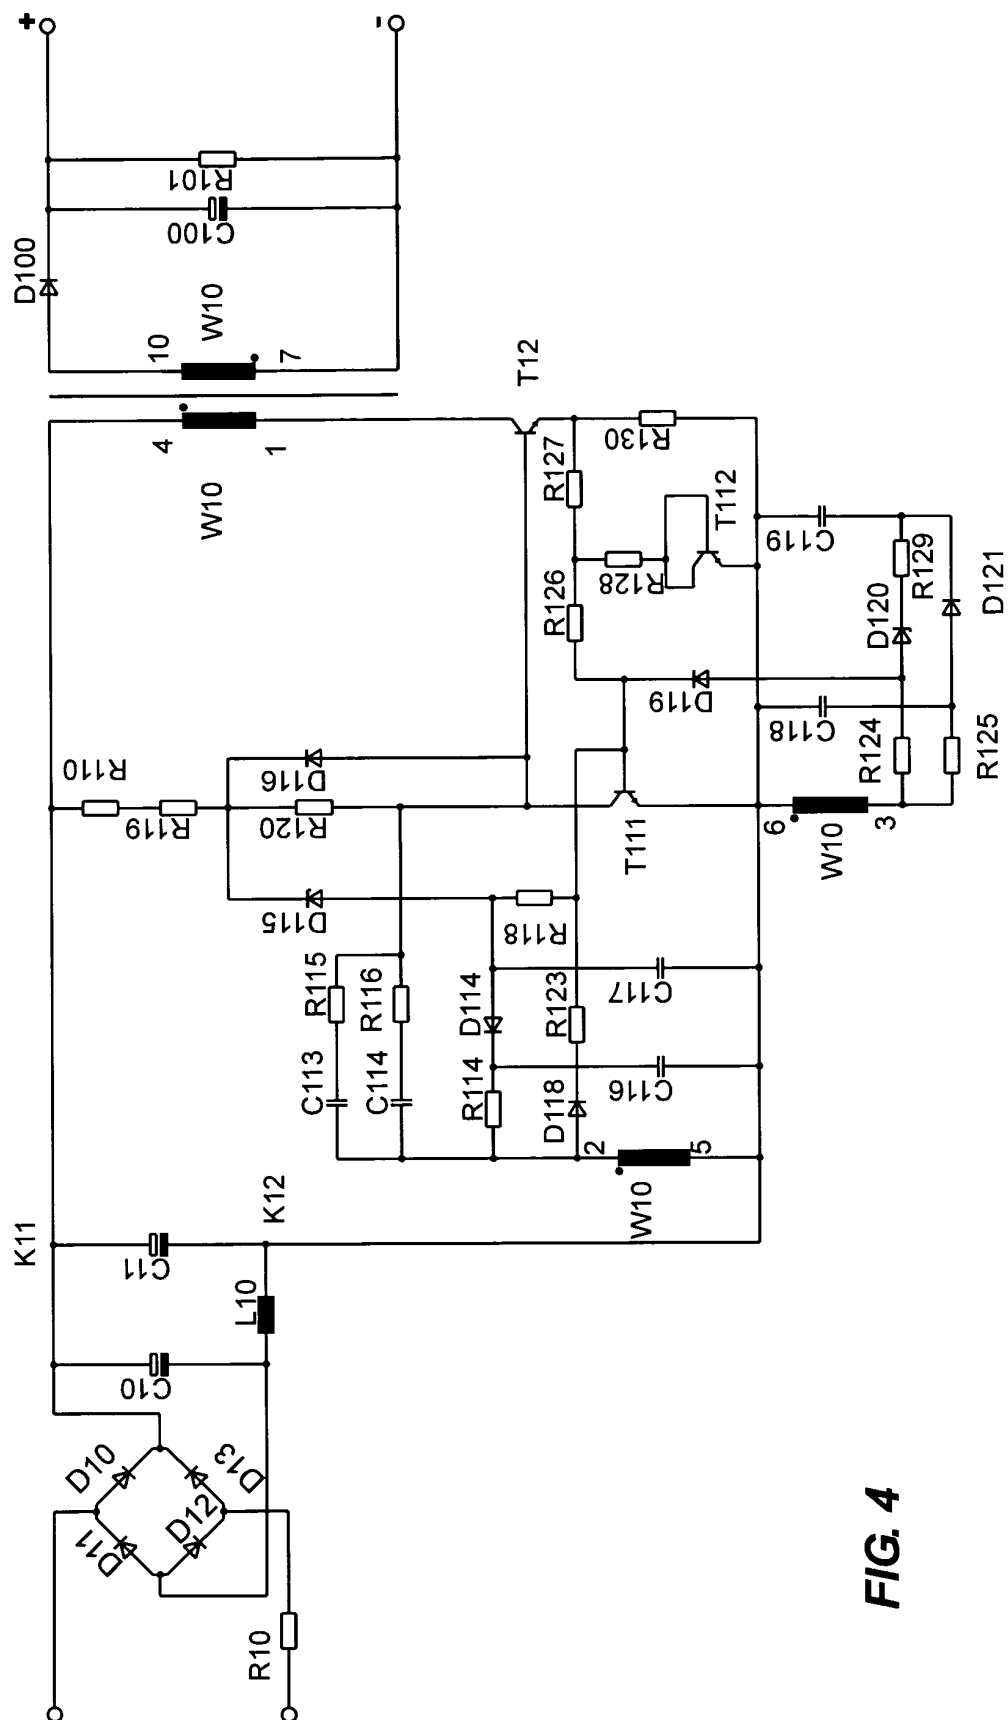 +
-
R101
C100
D100
W10
10
7
4
1
W10
T12
R127
R130
R126
R128
T112
C119
R129
D120
D121
D119
C118
R124
R125
R110
R119
D116
R120
T111
6
3
W10
D115
R118
R115
R116
D114
R123
C117
C113
C114
R114
D118
C116
2
5
W10
K11
K12
C11
L10
C10
D10
D13
D11
D12
R10
FIG. 4